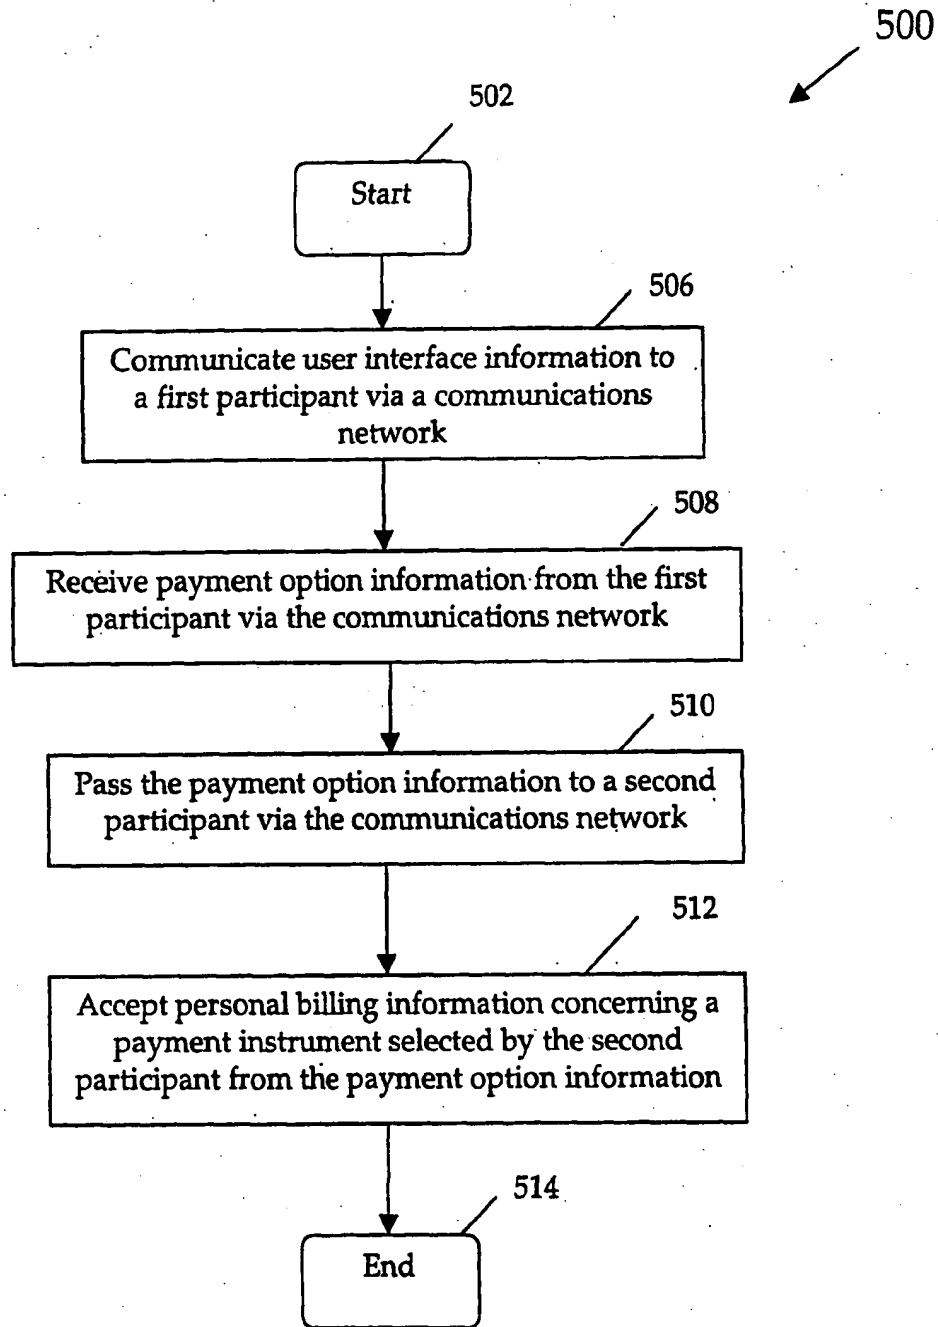 500
502
Start
506
Communicate user interface information to
a first participant via a communications
network
508
Receive payment option information from the first
participant via the communications network
510
Pass the payment option information to a second
participant via the communications network
512
Accept personal billing information concerning a
payment instrument selected by the second
participant from the payment option information
514
End